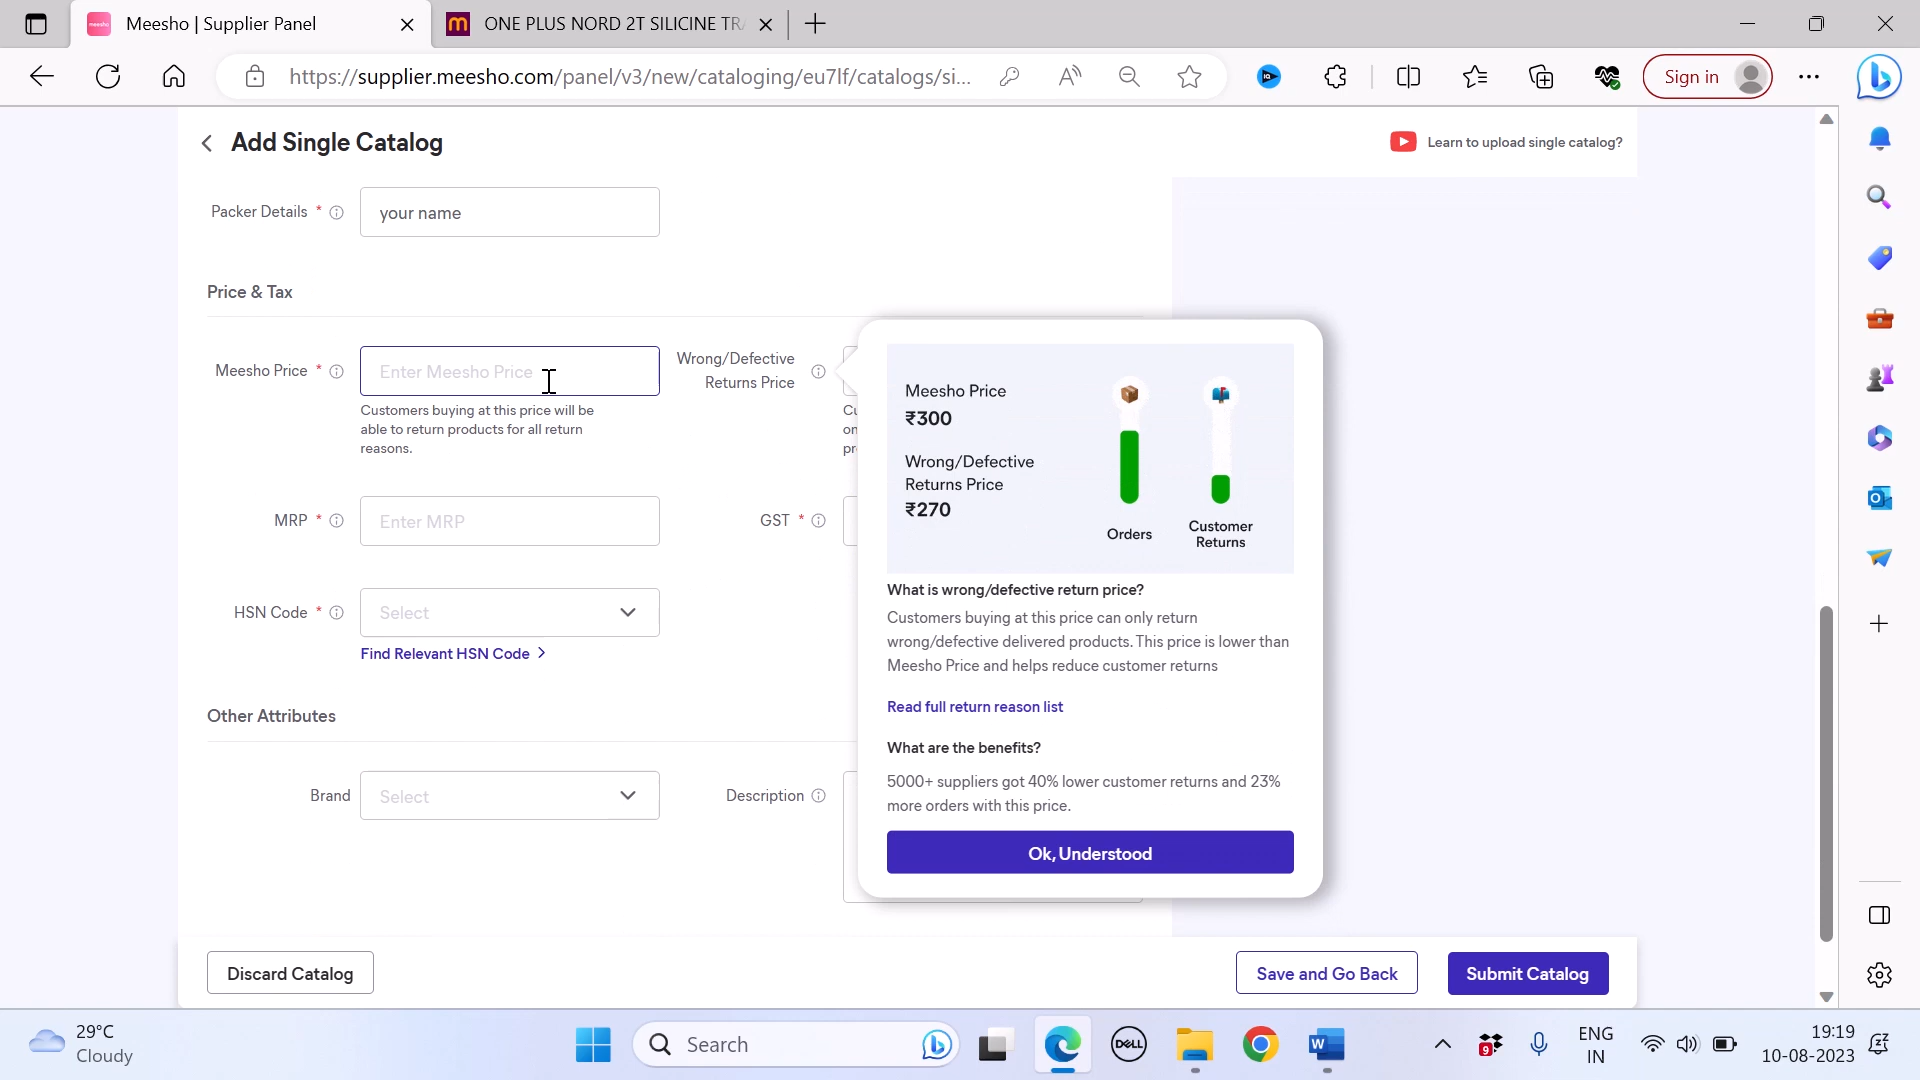 Meesho | Supplier Panel
ONE PLUS NORD 2T SILICINE TR
https://supplier.meesho.com/panel/v3/new/cataloging/eu7lf/catalogs/si...
Sign in
Add Single Catalog
Learn to upload single catalog?
Packer Details *
your name
Price & Tax
Meesho Price *
Enter Meesho Price
Customers buying at this price will be
able to return products for all return
reasons.
Wrong/Defective
Returns Price
Cu
on
pr
MRP *
Enter MRP
GST *
HSN Code *
Select
Find Relevant HSN Code >
Other Attributes
Brand
Select
Description
Meesho Price
₹300
Wrong/Defective
Returns Price
₹270
Orders
Customer
Returns
What is wrong/defective return price?
Customers buying at this price can only return
wrong/defective delivered products. This price is lower than
Meesho Price and helps reduce customer returns
Read full return reason list
What are the benefits?
5000+ suppliers got 40% lower customer returns and 23%
more orders with this price.
Ok, Understood
Discard Catalog
Save and Go Back
Submit Catalog
29°C
Cloudy
Search
DELL
9
ENG
IN
19:19
10-08-2023